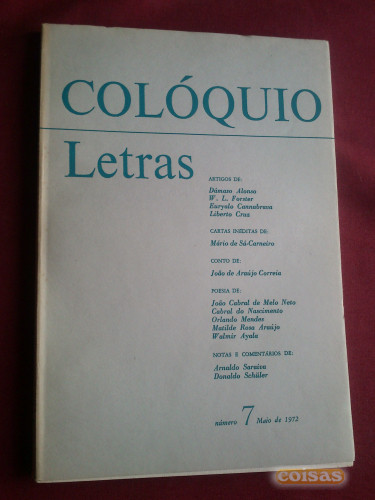 COLÓQUIO
Letras
ARTIGOS DE:
Dámaso Alonso
W. L. Forster
Euryalo Cannabrava
Liberto Cruz
CARTAS INÉDITAS DE:
Mário de Sá-Carneiro
CONTO DE:
João de Araújo Correia
POESIA DE:
João Cabral de Melo Neto
Cabral do Nascimento
Orlando Mendes
Matilde Rosa Araújo
Walmir Ayala
NOTAS E COMENTÁRIOS DE:
Arnaldo Saraiva
Donaldo Schüler
número 7 Maio de 1972
coisas